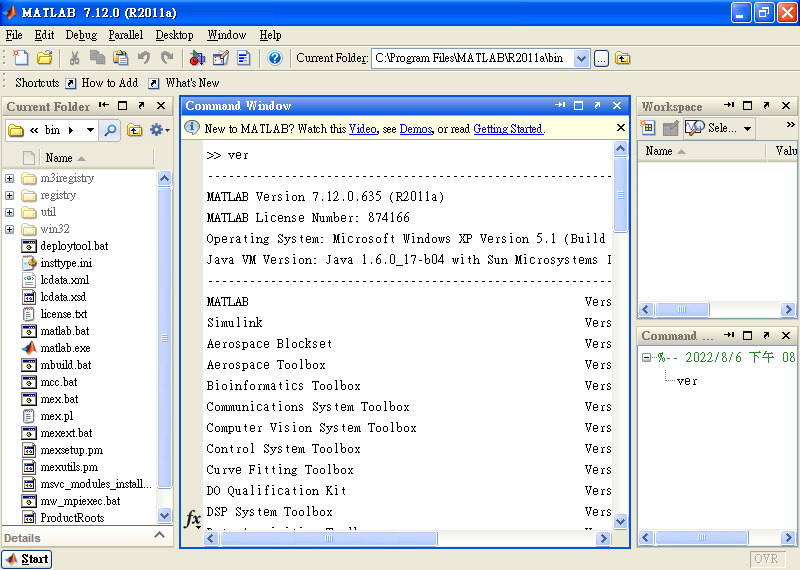 MATLAB 7.12.0 (R2011a)
File Edit Debug Parallel Desktop Window Help
Current Folder: C:\Program Files\MATLAB\R2011a\bin ...
Shortcuts How to Add What's New
Current Folder
« bin
Name
m3iregistry
registry
util
win32
deploytool.bat
insttype.ini
lcdata.xml
lcdata.xsd
license.txt
matlab.bat
matlab.exe
mbuild.bat
mcc.bat
mex.bat
mex.pl
mexext.bat
mexsetup.pm
mexutils.pm
msvc_modules_install...
mw_mpiexec.bat
ProductRoots
Details
Start
Command Window
New to MATLAB? Watch this Video, see Demos, or read Getting Started.
>> ver
MATLAB Version 7.12.0.635 (R2011a)
MATLAB License Number: 874166
Operating System: Microsoft Windows XP Version 5.1 (Build
Java VM Version: Java 1.6.0_17-b04 with Sun Microsystems I
MATLAB Vers
Simulink Vers
Aerospace Blockset Vers
Aerospace Toolbox Vers
Bioinformatics Toolbox Vers
Communications System Toolbox Vers
Computer Vision System Toolbox Vers
Control System Toolbox Vers
Curve Fitting Toolbox Vers
DO Qualification Kit Vers
DSP System Toolbox Vers
fx
Workspace
Sele...
Name Valu
Command ...
%-- 2022/8/6 下午 08
ver
OVR